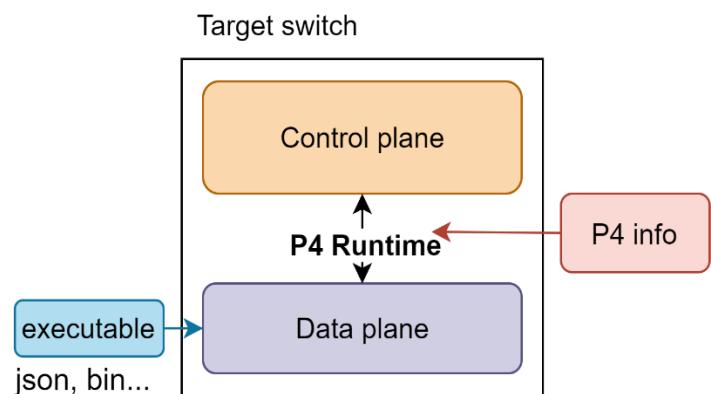 Target switch
Control plane
P4 Runtime
P4 info
executable
Data plane
json, bin...